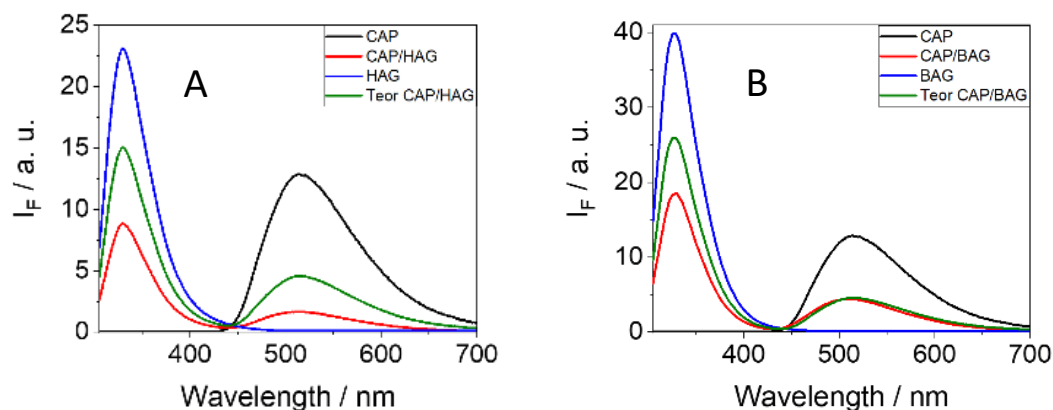 A
CAP
CAP/HAG
HAG
Teor CAP/HAG
25
20
15
10
5
0
I_F / a. u.
400
500
600
700
Wavelength / nm
B
CAP
CAP/BAG
BAG
Teor CAP/BAG
40
30
20
10
0
I_F / a. u.
400
500
600
700
Wavelength / nm